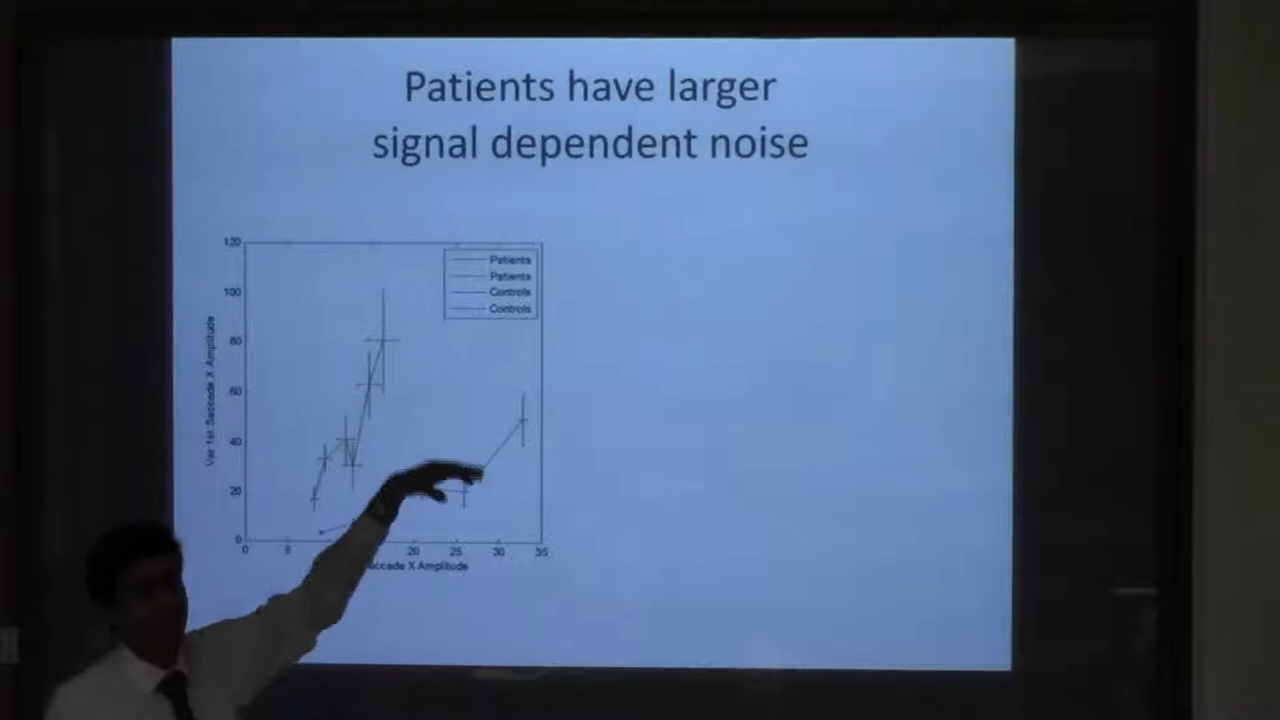 Patients have larger
signal dependent noise
120
100
80
60
40
20
0
Var 1st Saccade X Amplitude
Patients
Patients
Controls
Controls
0 5 20 25 30 35
X Amplitude